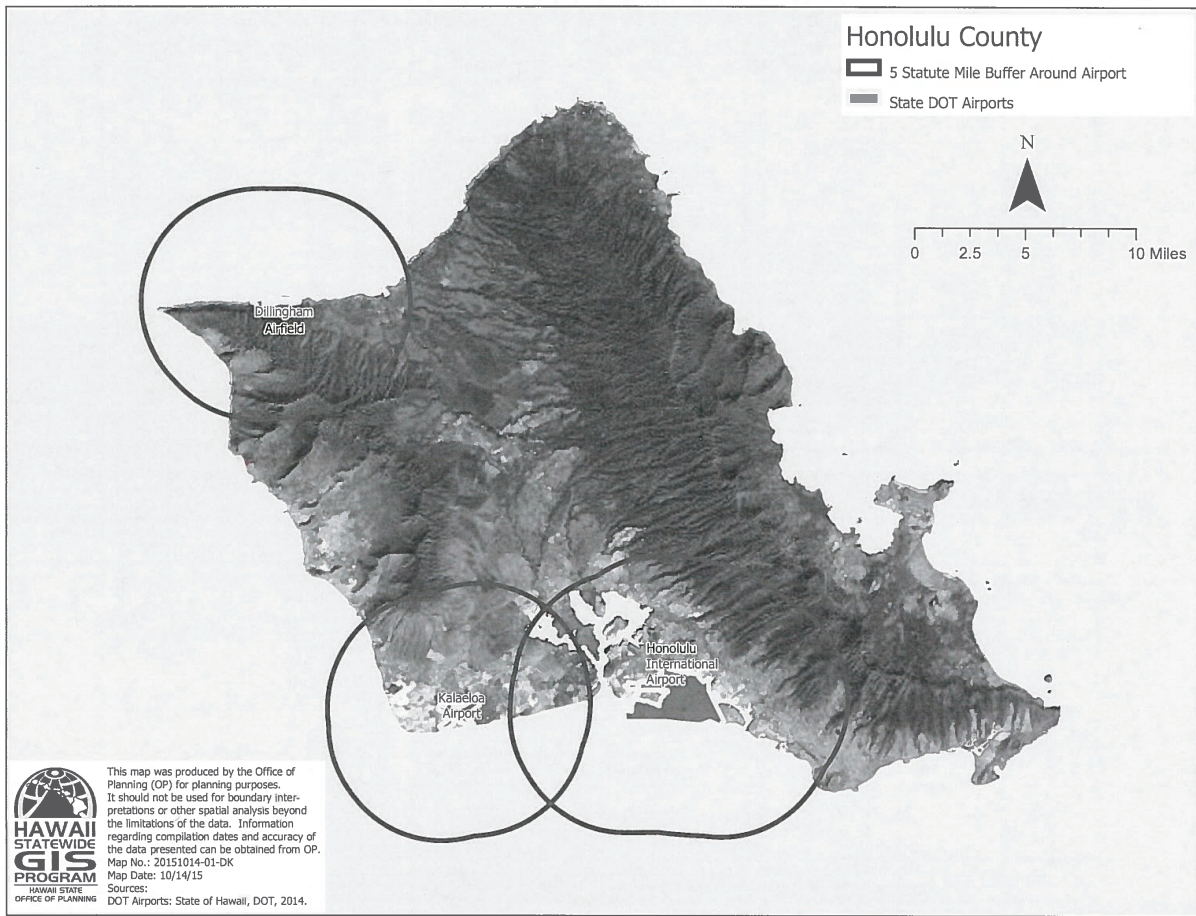 Honolulu County
5 Statute Mile Buffer Around Airport
State DOT Airports
N
0 2.5 5 10 Miles
Dillingham
Airfield
Honolulu
International
Airport
Kalaeloa
Airport
HAWAII
STATEWIDE
GIS
PROGRAM
HAWAII STATE
OFFICE OF PLANNING
This map was produced by the Office of
Planning (OP) for planning purposes.
It should not be used for boundary inter-
pretations or other spatial analysis beyond
the limitations of the data. Information
regarding compilation dates and accuracy of
the data presented can be obtained from OP.
Map No.: 20151014-01-DK
Map Date: 10/14/15
Sources:
DOT Airports: State of Hawaii, DOT, 2014.